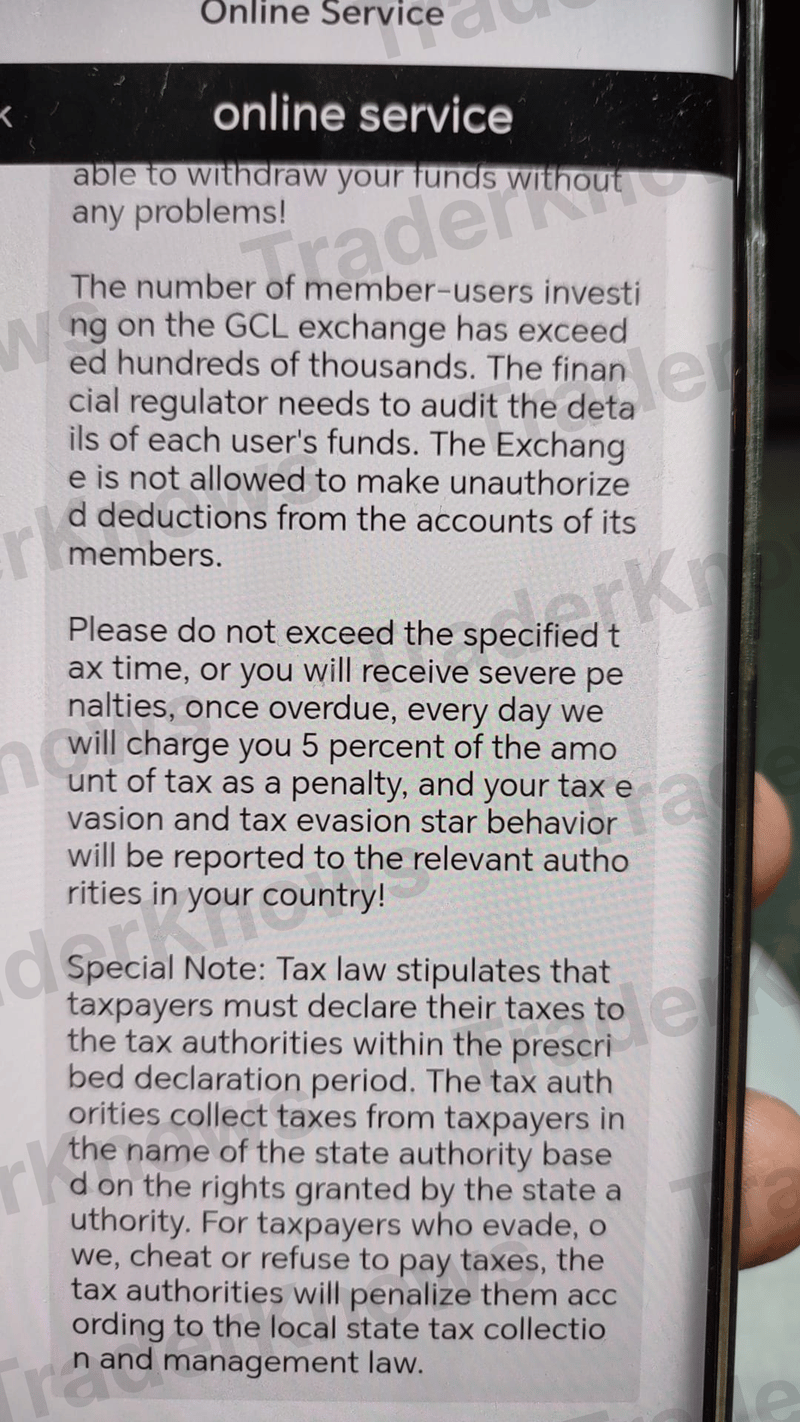 Online Service
online service
able to withdraw your funds without
any problems!
The number of member-users investi
ng on the GCL exchange has exceed
ed hundreds of thousands. The finan
cial regulator needs to audit the deta
ils of each user's funds. The Exchang
e is not allowed to make unauthorize
d deductions from the accounts of its
members.
Please do not exceed the specified t
ax time, or you will receive severe pe
nalties, once overdue, every day we
will charge you 5 percent of the amo
unt of tax as a penalty, and your tax e
vasion and tax evasion star behavior
will be reported to the relevant autho
rities in your country!
Special Note: Tax law stipulates that
taxpayers must declare their taxes to
the tax authorities within the prescri
bed declaration period. The tax auth
orities collect taxes from taxpayers in
the name of the state authority base
d on the rights granted by the state a
uthority. For taxpayers who evade, o
we, cheat or refuse to pay taxes, the
tax authorities will penalize them acc
ording to the local state tax collectio
n and management law.
TraderKnows